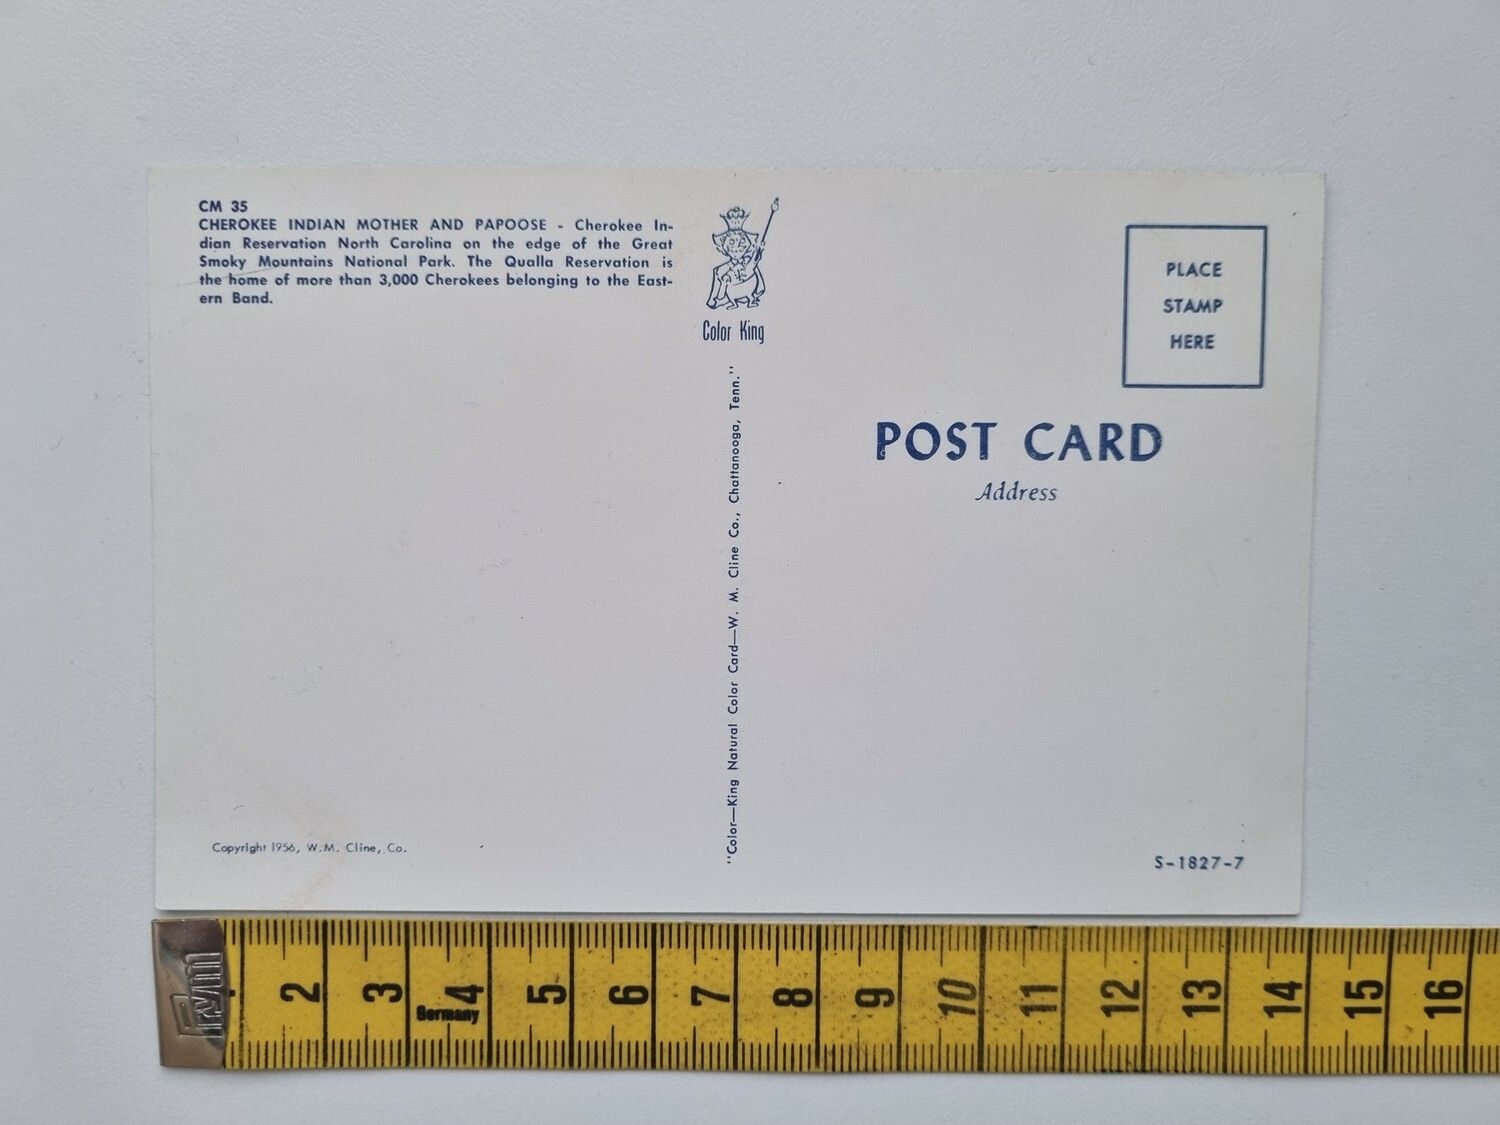 CM 35
CHEROKEE INDIAN MOTHER AND PAPOOSE - Cherokee In-
dian Reservation North Carolina on the edge of the Great
Smoky Mountains National Park. The Qualla Reservation is
the home of more than 3,000 Cherokees belonging to the East-
ern Band.
Color King
"Color—King Natural Color Card—W. M. Cline Co., Chattanooga, Tenn."
PLACE
STAMP
HERE
POST CARD
Address
Copyright 1956, W.M. Cline, Co.
S-1827-7
Prym
2 3 4 5 6 7 8 9 10 11 12 13 14 15 16
Germany